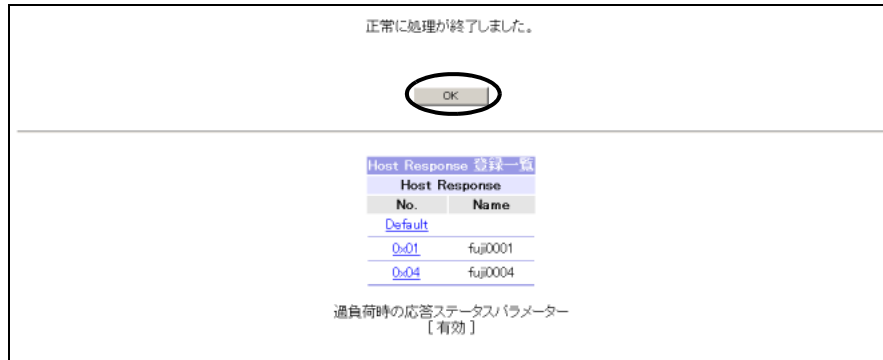 正常に処理が終了しました。
OK
Host Response 登録一覧
Host Response
No. Name
Default
0x01 fuji0001
0x04 fuji0004
過負荷時の応答ステータスパラメーター
[ 有効 ]